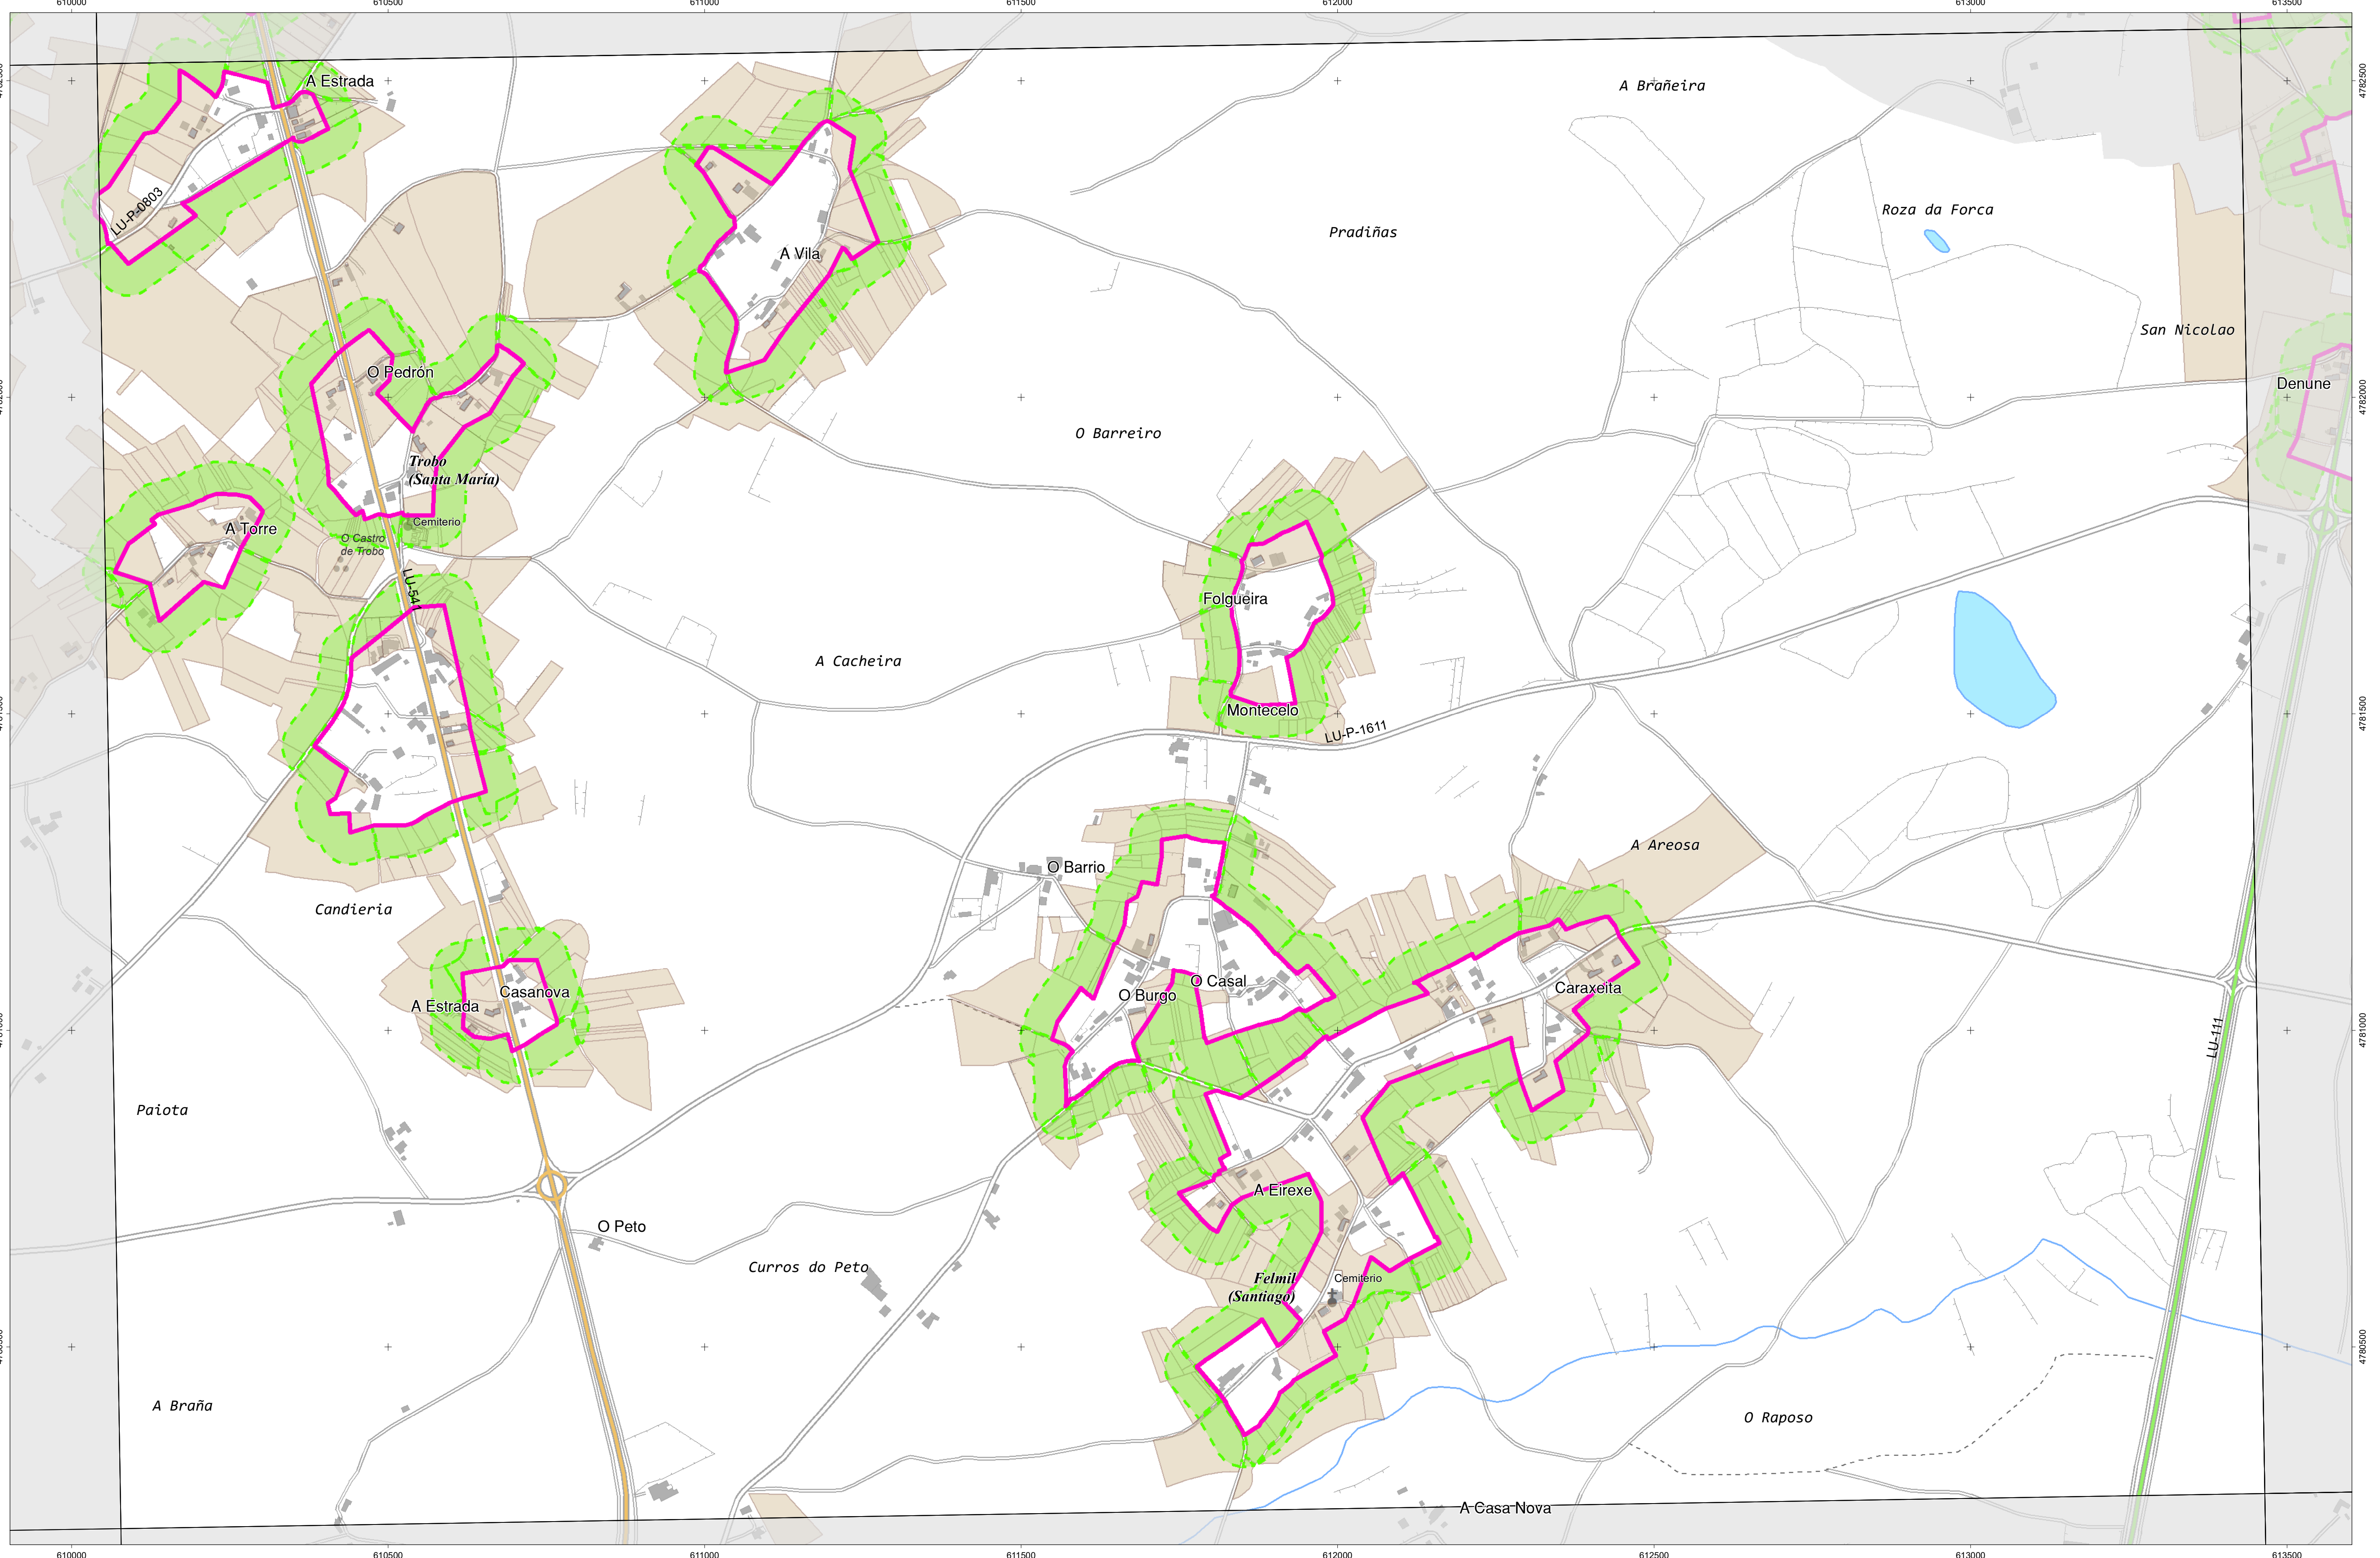 610000 610500 611000 611500 612000 612500 613000 613500
A Estrada
4782500
A Brañeira
LU-P-0803
Roza da Forca
Pradiñas
A Vila
San Nicolao
O Pedrón
Denune
4782000
O Barreiro
Trobo
(Santa María)
Cemiterio
A Torre
O Castro
de Trobo
LU-541
Folgueira
A Cacheira
Montecelo
4781500
LU-P-1611
A Areosa
O Barrio
Candieria
O Casal
Caraxeita
Casanova
O Burgo
A Estrada
4781000
LU-111
Paiota
A Eirexe
O Peto
Curros do Peto
Felmil
(Santiago)
Cemiterio
4780500
A Braña
O Raposo
A Casa Nova
610000 610500 611000 611500 612000 612500 613000 613500